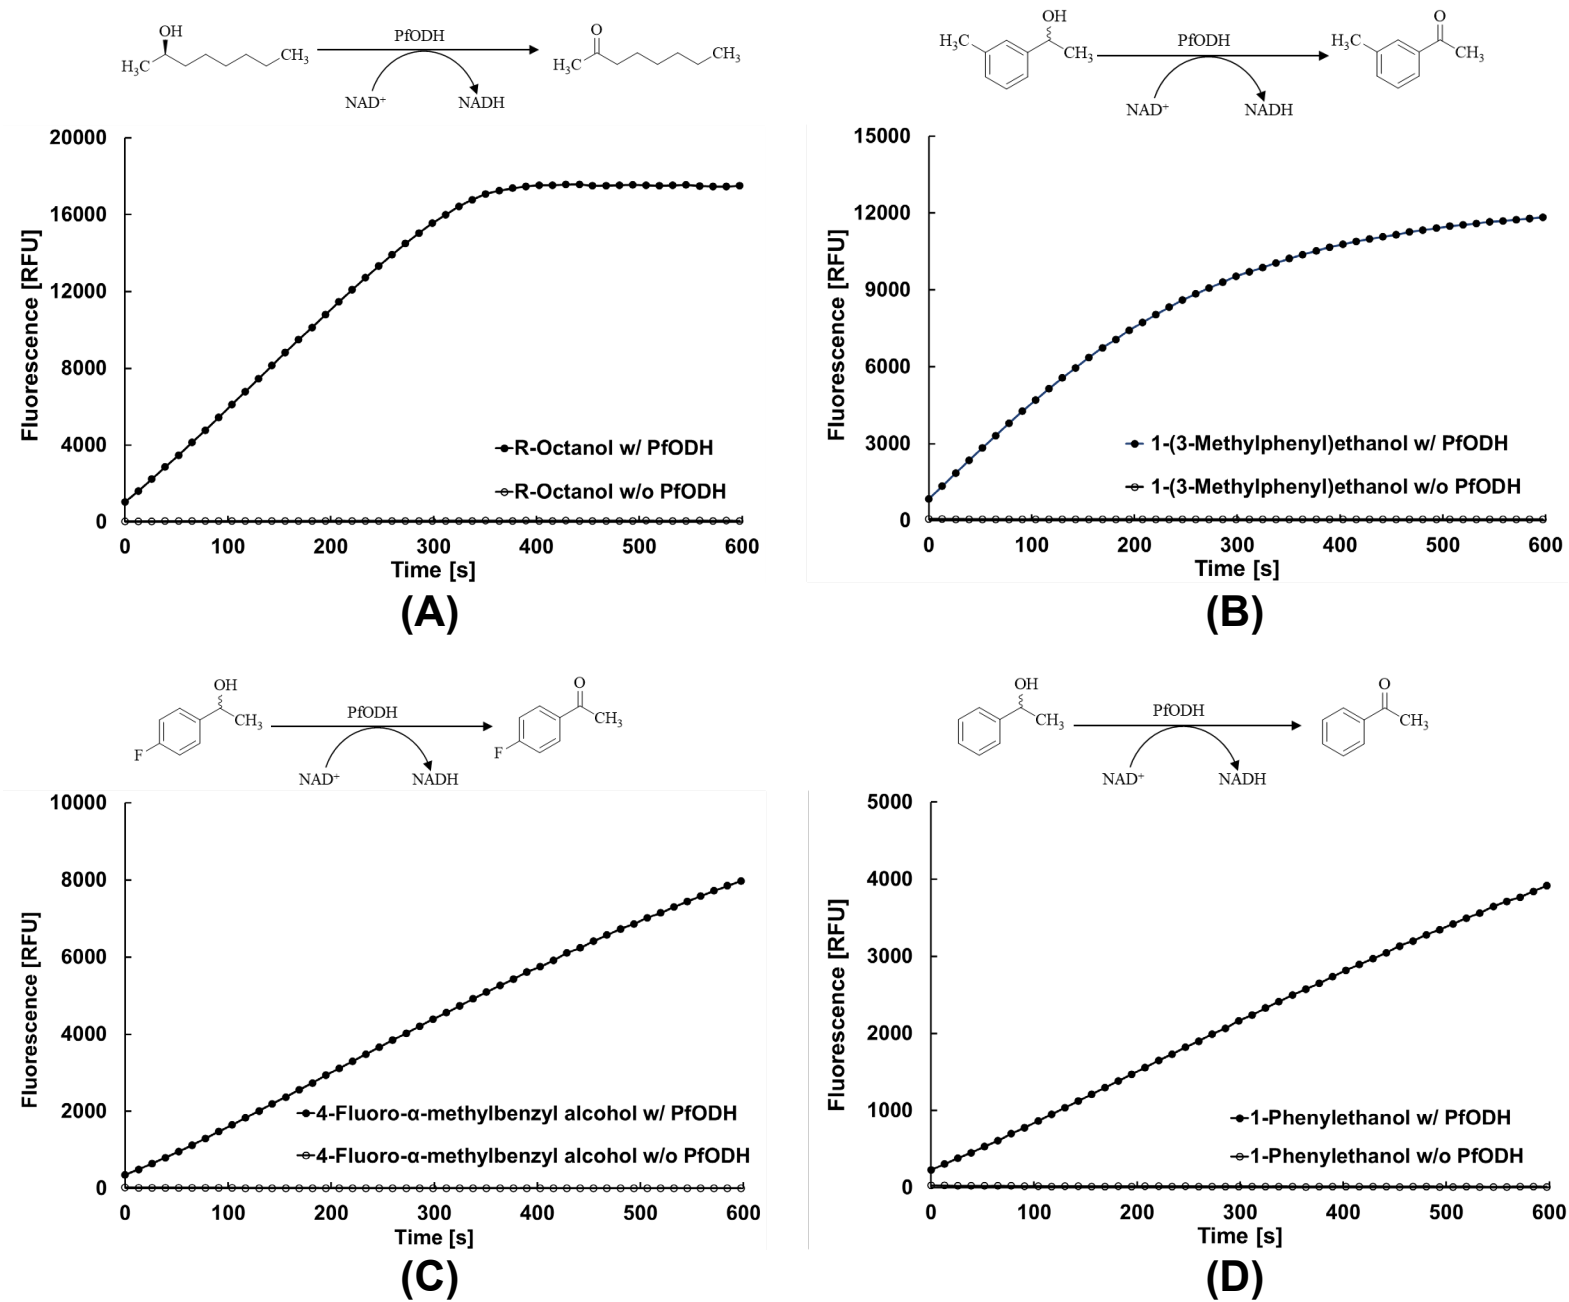 OH
H₃C
CH₃
PfODH
NAD⁺
NADH
O
H₃C
CH₃
20000
16000
12000
8000
4000
0
Fluorescence [RFU]
R-Octanol w/ PfODH
R-Octanol w/o PfODH
0 100 200 300 400 500 600
Time [s]
(A)
OH
H₃C
CH₃
PfODH
NAD⁺
NADH
O
H₃C
CH₃
15000
12000
9000
6000
3000
0
Fluorescence [RFU]
1-(3-Methylphenyl)ethanol w/ PfODH
1-(3-Methylphenyl)ethanol w/o PfODH
0 100 200 300 400 500 600
Time [s]
(B)
OH
CH₃
F
PfODH
NAD⁺
NADH
O
CH₃
F
10000
8000
6000
4000
2000
0
Fluorescence [RFU]
4-Fluoro-α-methylbenzyl alcohol w/ PfODH
4-Fluoro-α-methylbenzyl alcohol w/o PfODH
0 100 200 300 400 500 600
Time [s]
(C)
OH
CH₃
PfODH
NAD⁺
NADH
O
CH₃
5000
4000
3000
2000
1000
0
Fluorescence [RFU]
1-Phenylethanol w/ PfODH
1-Phenylethanol w/o PfODH
0 100 200 300 400 500 600
Time [s]
(D)